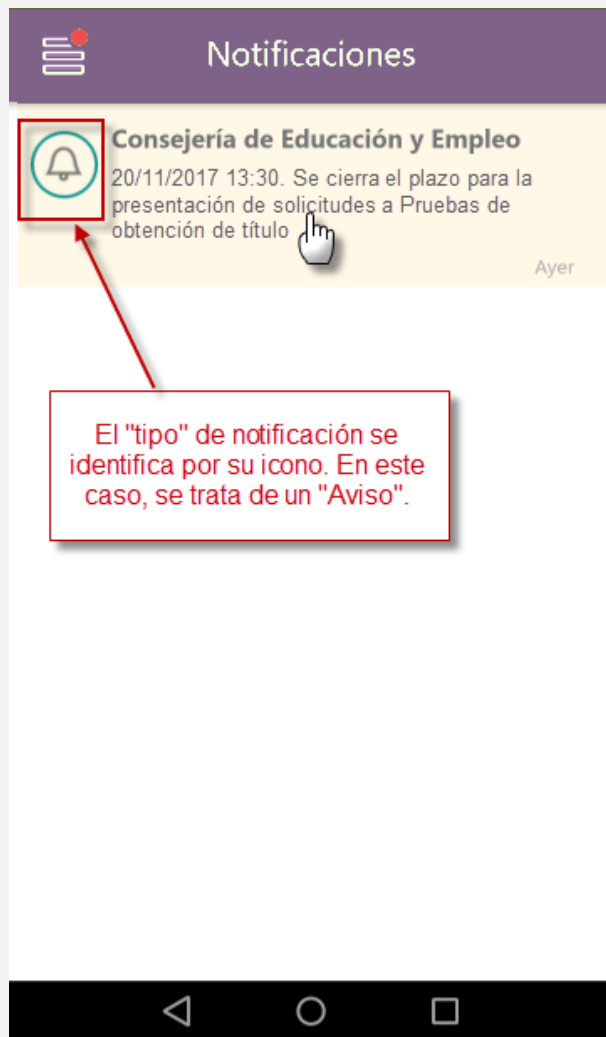 Notificaciones
Consejería de Educación y Empleo
20/11/2017 13:30. Se cierra el plazo para la
presentación de solicitudes a Pruebas de
obtención de título
Ayer
El "tipo" de notificación se
identifica por su icono. En este
caso, se trata de un "Aviso".